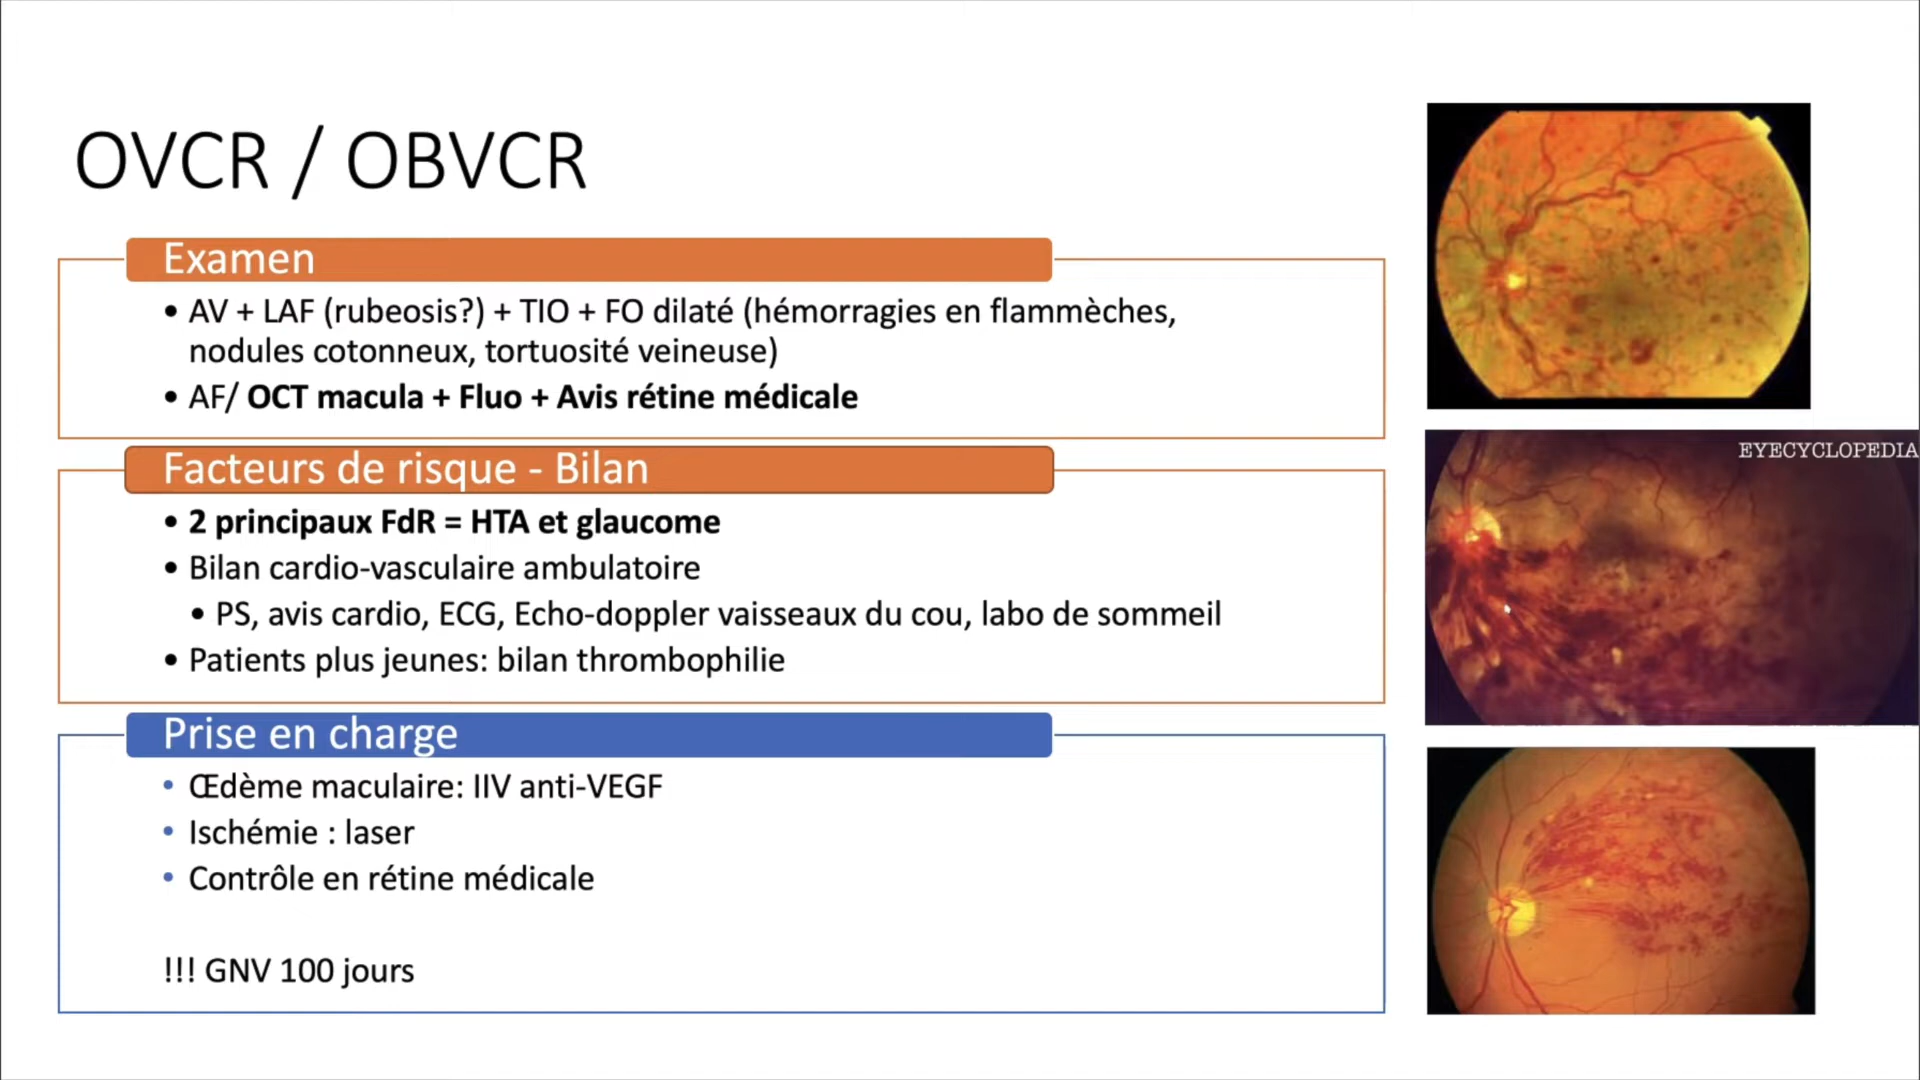 OVCR / OBVCR
Examen
• AV + LAF (rubeosis?) + TIO + FO dilaté (hémorragies en flammèches,
nodules cotonneux, tortuosité veineuse)
• AF/ OCT macula + Fluo + Avis rétine médicale
Facteurs de risque - Bilan
• 2 principaux FdR = HTA et glaucome
• Bilan cardio-vasculaire ambulatoire
• PS, avis cardio, ECG, Echo-doppler vaisseaux du cou, labo de sommeil
• Patients plus jeunes: bilan thrombophilie
Prise en charge
• Œdème maculaire: IIV anti-VEGF
• Ischémie : laser
• Contrôle en rétine médicale
!!! GNV 100 jours
EYECYCLOPEDIA